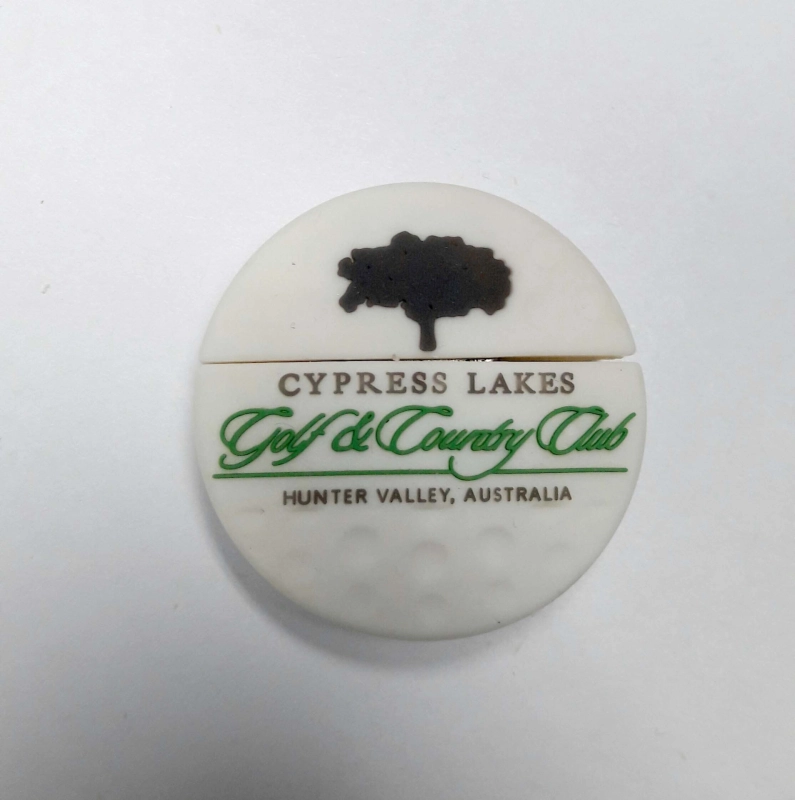 CYPRESS LAKES
Golf & Country Club
HUNTER VALLEY, AUSTRALIA